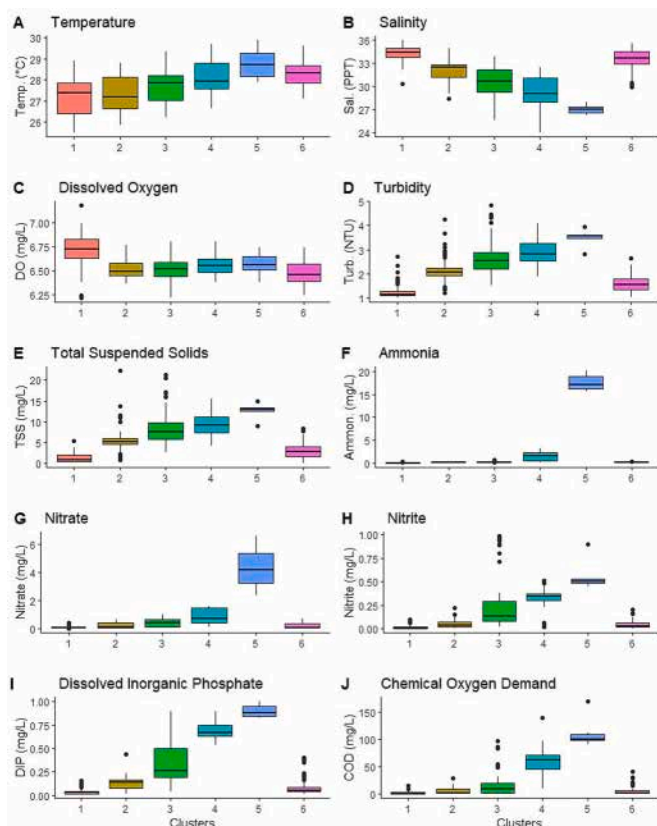 A Temperature
Temp. (°C)
30
29
28
27
26
1 2 3 4 5 6
B Salinity
Sal. (PPT)
36
33
30
27
24
1 2 3 4 5 6
C Dissolved Oxygen
DO (mg/L)
7.00
6.75
6.50
6.25
1 2 3 4 5 6
D Turbidity
Turb. (NTU)
5
4
3
2
1
1 2 3 4 5 6
E Total Suspended Solids
TSS (mg/L)
20
15
10
5
0
1 2 3 4 5 6
F Ammonia
Ammon. (mg/L)
20
15
10
5
0
1 2 3 4 5 6
G Nitrate
Nitrate (mg/L)
6
4
2
0
1 2 3 4 5 6
H Nitrite
Nitrite (mg/L)
1.00
0.75
0.50
0.25
0.00
1 2 3 4 5 6
I Dissolved Inorganic Phosphate
DIP (mg/L)
1.00
0.75
0.50
0.25
0.00
1 2 3 4 5 6
Clusters
J Chemical Oxygen Demand
COD (mg/L)
150
100
50
0
1 2 3 4 5 6
Clusters